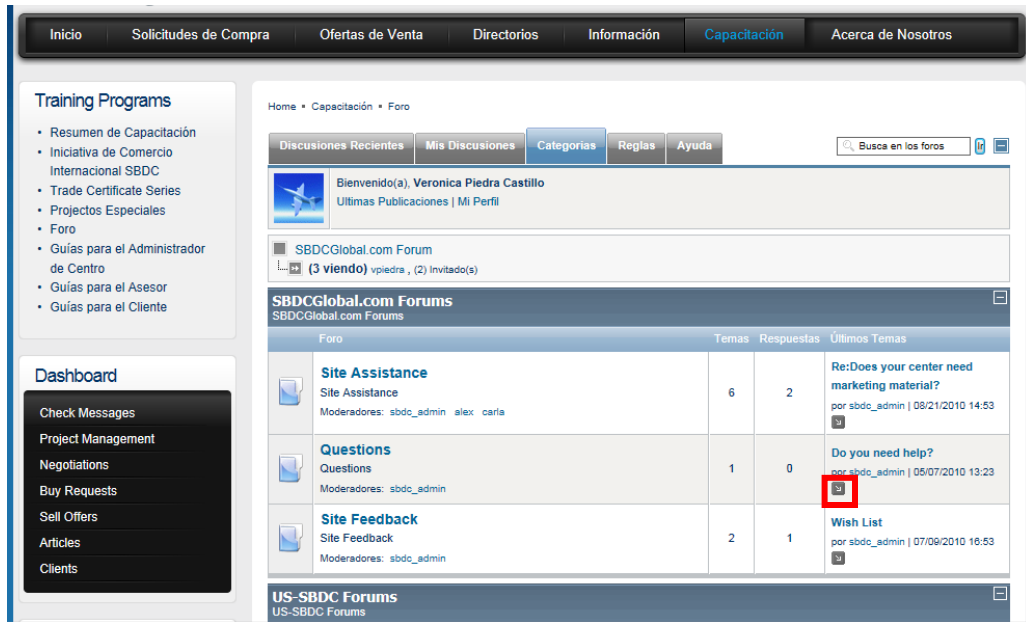 Inicio Solicitudes de Compra Ofertas de Venta Directorios Información Capacitación Acerca de Nosotros
Training Programs
• Resumen de Capacitación
• Iniciativa de Comercio
Internacional SBDC
• Trade Certificate Series
• Projectos Especiales
• Foro
• Guías para el Administrador
de Centro
• Guías para el Asesor
• Guías para el Cliente
Dashboard
Check Messages
Project Management
Negotiations
Buy Requests
Sell Offers
Articles
Clients
Home • Capacitación • Foro
Discusiones Recientes Mis Discusiones Categorias Reglas Ayuda
Busca en los foros Ir
Bienvenido(a), Veronica Piedra Castillo
Ultimas Publicaciones | Mi Perfil
SBDCGlobal.com Forum
(3 viendo) vpiedra , (2) Invitado(s)
SBDCGlobal.com Forums
SBDCGlobal.com Forums
Foro Temas Respuestas Últimos Temas
Site Assistance
Site Assistance
Moderadores: sbdc_admin alex carla
6 2
Re:Does your center need
marketing material?
por sbdc_admin | 08/21/2010 14:53
Questions
Questions
Moderadores: sbdc_admin
1 0
Do you need help?
por sbdc_admin | 05/07/2010 13:23
Site Feedback
Site Feedback
Moderadores: sbdc_admin
2 1
Wish List
por sbdc_admin | 07/09/2010 16:53
US-SBDC Forums
US-SBDC Forums